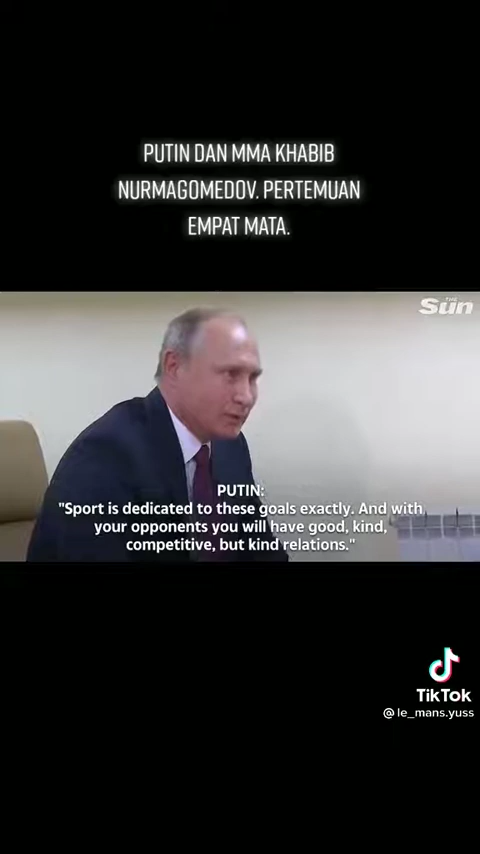 PUTIN DAN MMA KHABIB
NURMAGOMEDOV. PERTEMUAN
EMPAT MATA.
THE
Sun
PUTIN:
"Sport is dedicated to these goals exactly. And with
your opponents you will have good, kind,
competitive, but kind relations."
TikTok
@le_mans.yuss